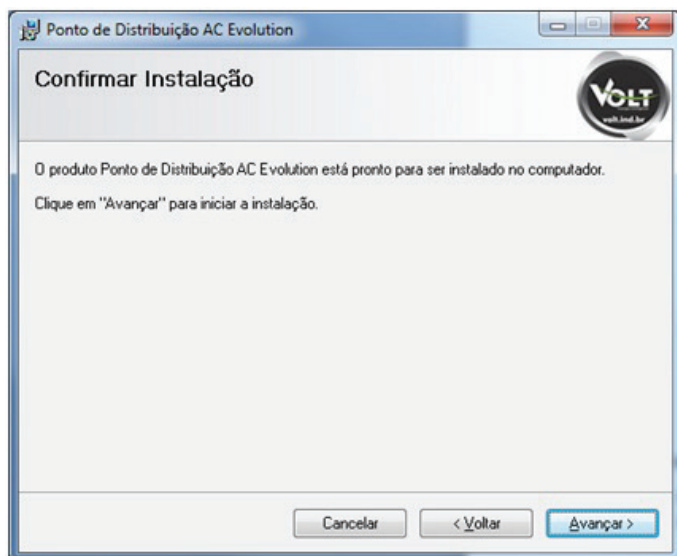 Ponto de Distribuição AC Evolution
Confirmar Instalação
VOLT
volt.ind.br
O produto Ponto de Distribuição AC Evolution está pronto para ser instalado no computador.
Clique em "Avançar" para iniciar a instalação.
Cancelar
< Voltar
Avançar >